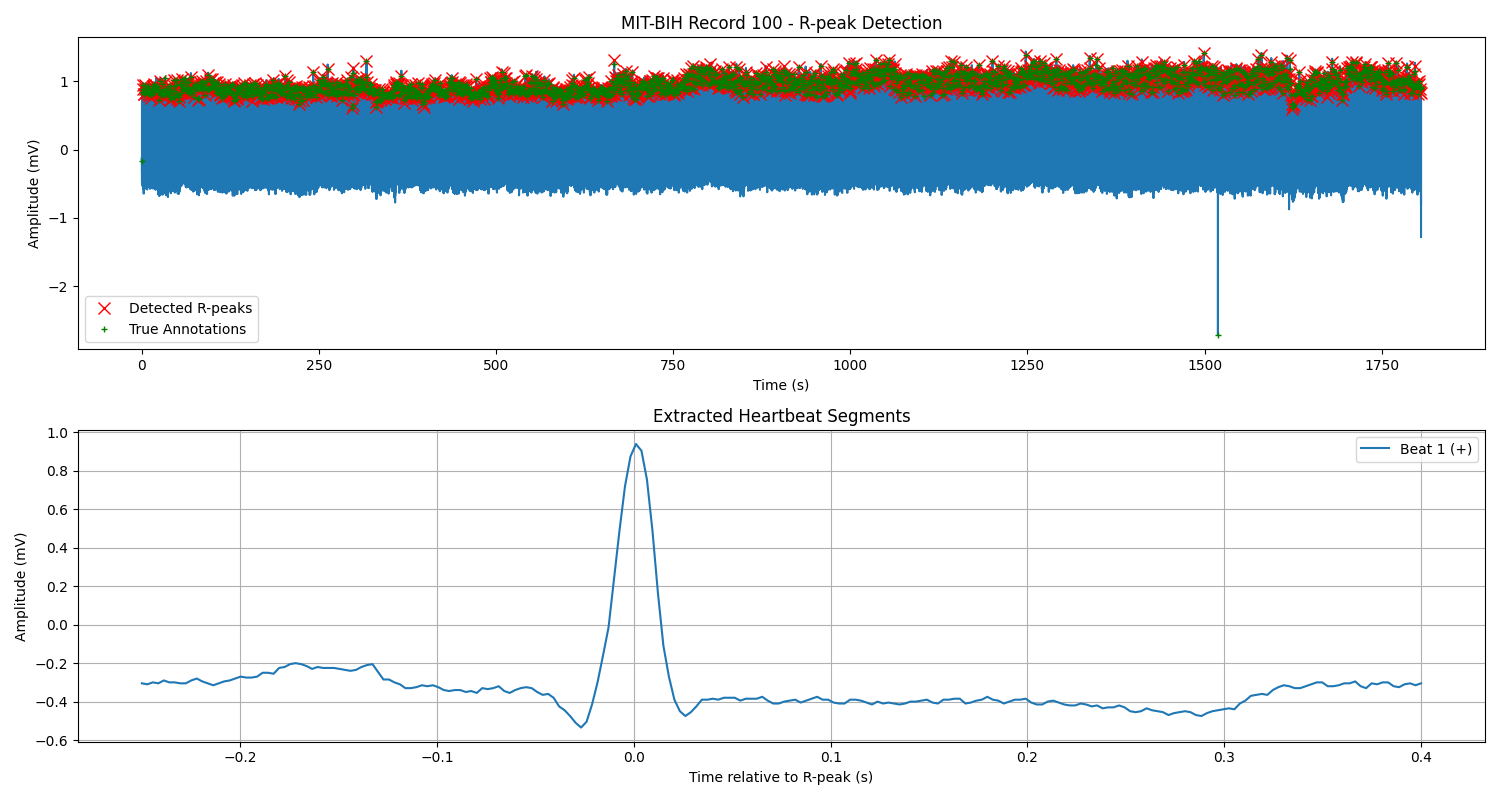 MIT-BIH Record 100 - R-peak Detection
Amplitude (mV)
1
0
−1
−2
Detected R-peaks
True Annotations
0 250 500 750 1000 1250 1500 1750
Time (s)
Extracted Heartbeat Segments
Amplitude (mV)
1.0
0.8
0.6
0.4
0.2
0.0
−0.2
−0.4
−0.6
Beat 1 (+)
−0.2 −0.1 0.0 0.1 0.2 0.3 0.4
Time relative to R-peak (s)